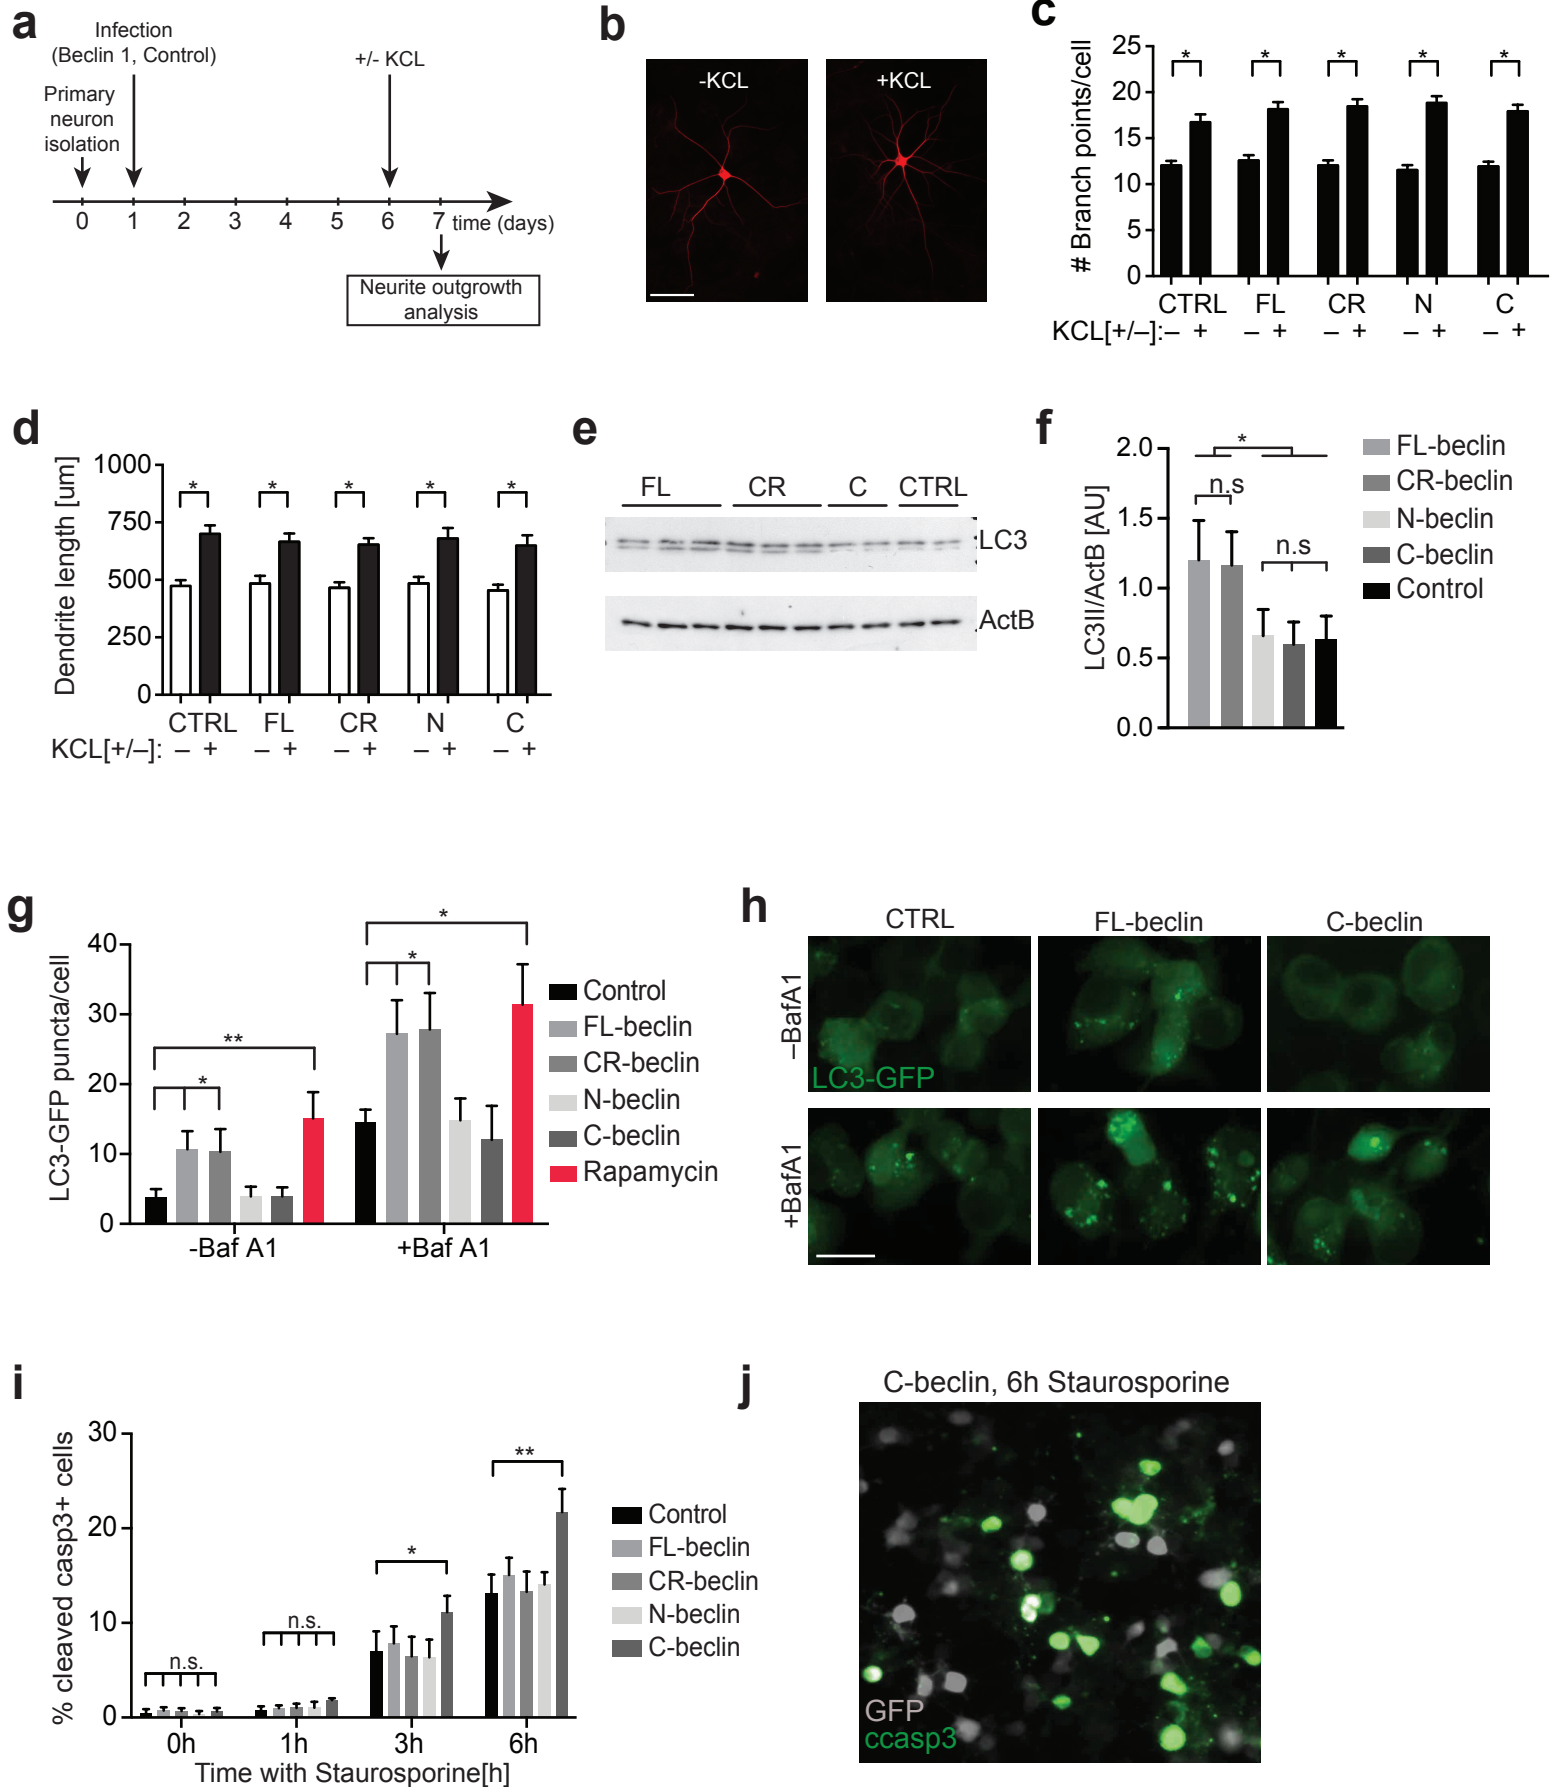 a
Infection
(Beclin 1, Control)
+/- KCL
Primary
neuron
isolation
0 1 2 3 4 5 6 7 time (days)
Neurite outgrowth
analysis
b
-KCL
+KCL
c
# Branch points/cell
25
20
15
10
5
0
* * * * *
CTRL FL CR N C
KCL[+/–]: – + – + – + – + – +
d
Dendrite length [um]
1000
750
500
250
0
* * * * *
CTRL FL CR N C
KCL[+/–]: – + – + – + – + – +
e
FL CR C CTRL
LC3
ActB
f
LC3II/ActB [AU]
2.0
1.5
1.0
0.5
0.0
*
n.s
n.s
FL-beclin
CR-beclin
N-beclin
C-beclin
Control
g
LC3-GFP puncta/cell
40
30
20
10
0
**
*
*
*
-Baf A1
+Baf A1
Control
FL-beclin
CR-beclin
N-beclin
C-beclin
Rapamycin
h
CTRL
FL-beclin
C-beclin
–BafA1
LC3-GFP
+BafA1
i
% cleaved casp3+ cells
30
20
10
0
n.s.
n.s.
*
**
0h 1h 3h 6h
Time with Staurosporine[h]
Control
FL-beclin
CR-beclin
N-beclin
C-beclin
j
C-beclin, 6h Staurosporine
GFP
ccasp3